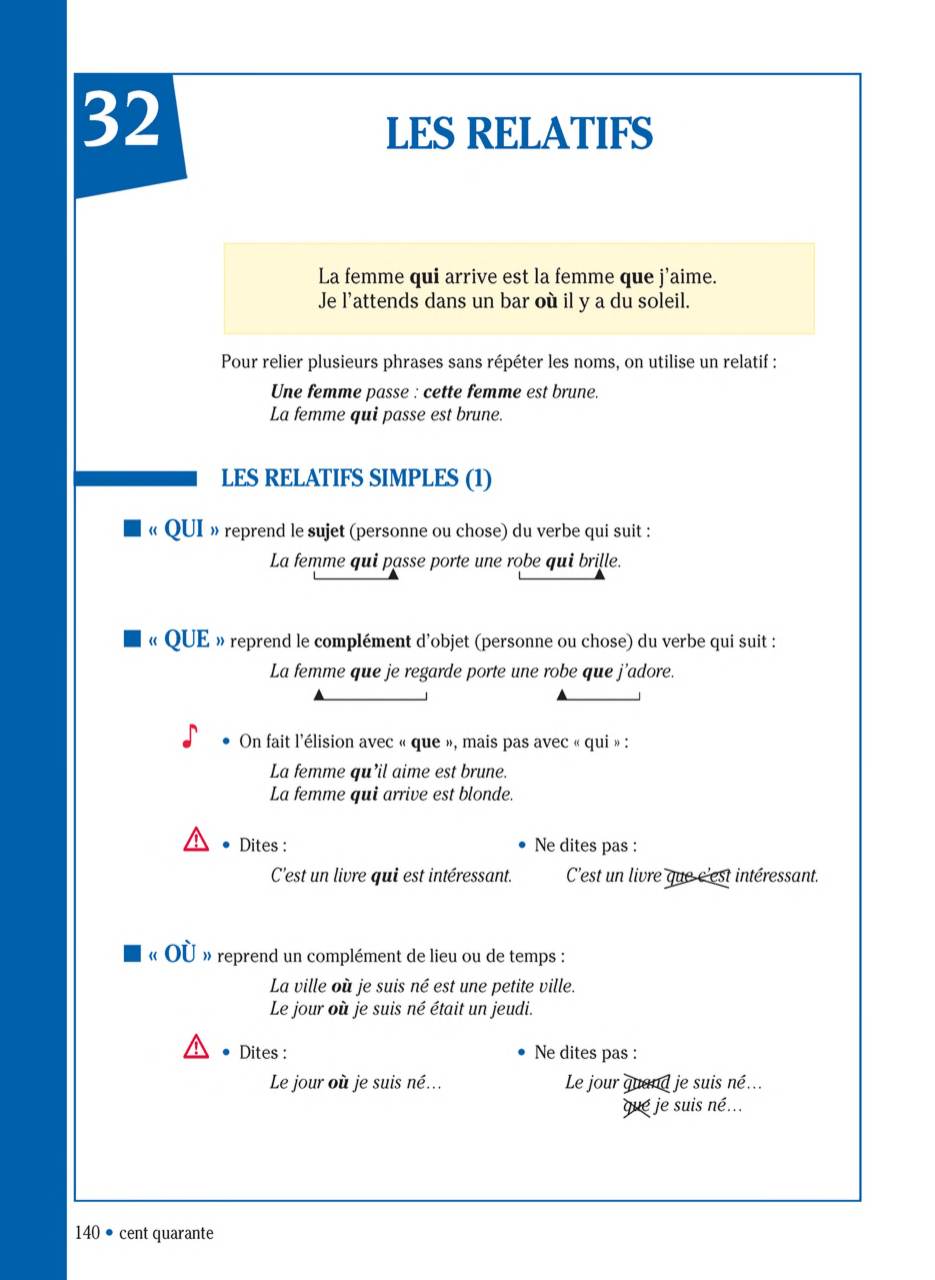 32
LES RELATIFS
La femme qui arrive est la femme que j'aime.
Je l'attends dans un bar où il y a du soleil.
Pour relier plusieurs phrases sans répéter les noms, on utilise un relatif :
Une femme passe : cette femme est brune.
La femme qui passe est brune.
LES RELATIFS SIMPLES (1)
■ « QUI » reprend le sujet (personne ou chose) du verbe qui suit :
La femme qui passe porte une robe qui brille.
■ « QUE » reprend le complément d'objet (personne ou chose) du verbe qui suit :
La femme que je regarde porte une robe que j'adore.
• On fait l'élision avec « que », mais pas avec « qui » :
La femme qu'il aime est brune.
La femme qui arrive est blonde.
• Dites : • Ne dites pas :
C'est un livre qui est intéressant. C'est un livre que c'est intéressant.
■ « OÙ » reprend un complément de lieu ou de temps :
La ville où je suis né est une petite ville.
Le jour où je suis né était un jeudi.
• Dites : • Ne dites pas :
Le jour où je suis né… Le jour quand je suis né…
que je suis né…
140 • cent quarante